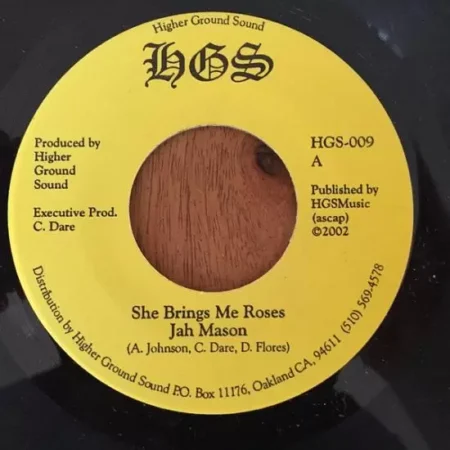 Higher Ground Sound
HGS
Produced by
Higher
Ground
Sound
Executive Prod.
C. Dare
HGS-009
A
Published by
HGSMusic
(ascap)
©2002
She Brings Me Roses
Jah Mason
(A. Johnson, C. Dare, D. Flores)
Distribution by Higher Ground Sound P.O. Box 11176, Oakland CA, 94611 (510) 569-4578